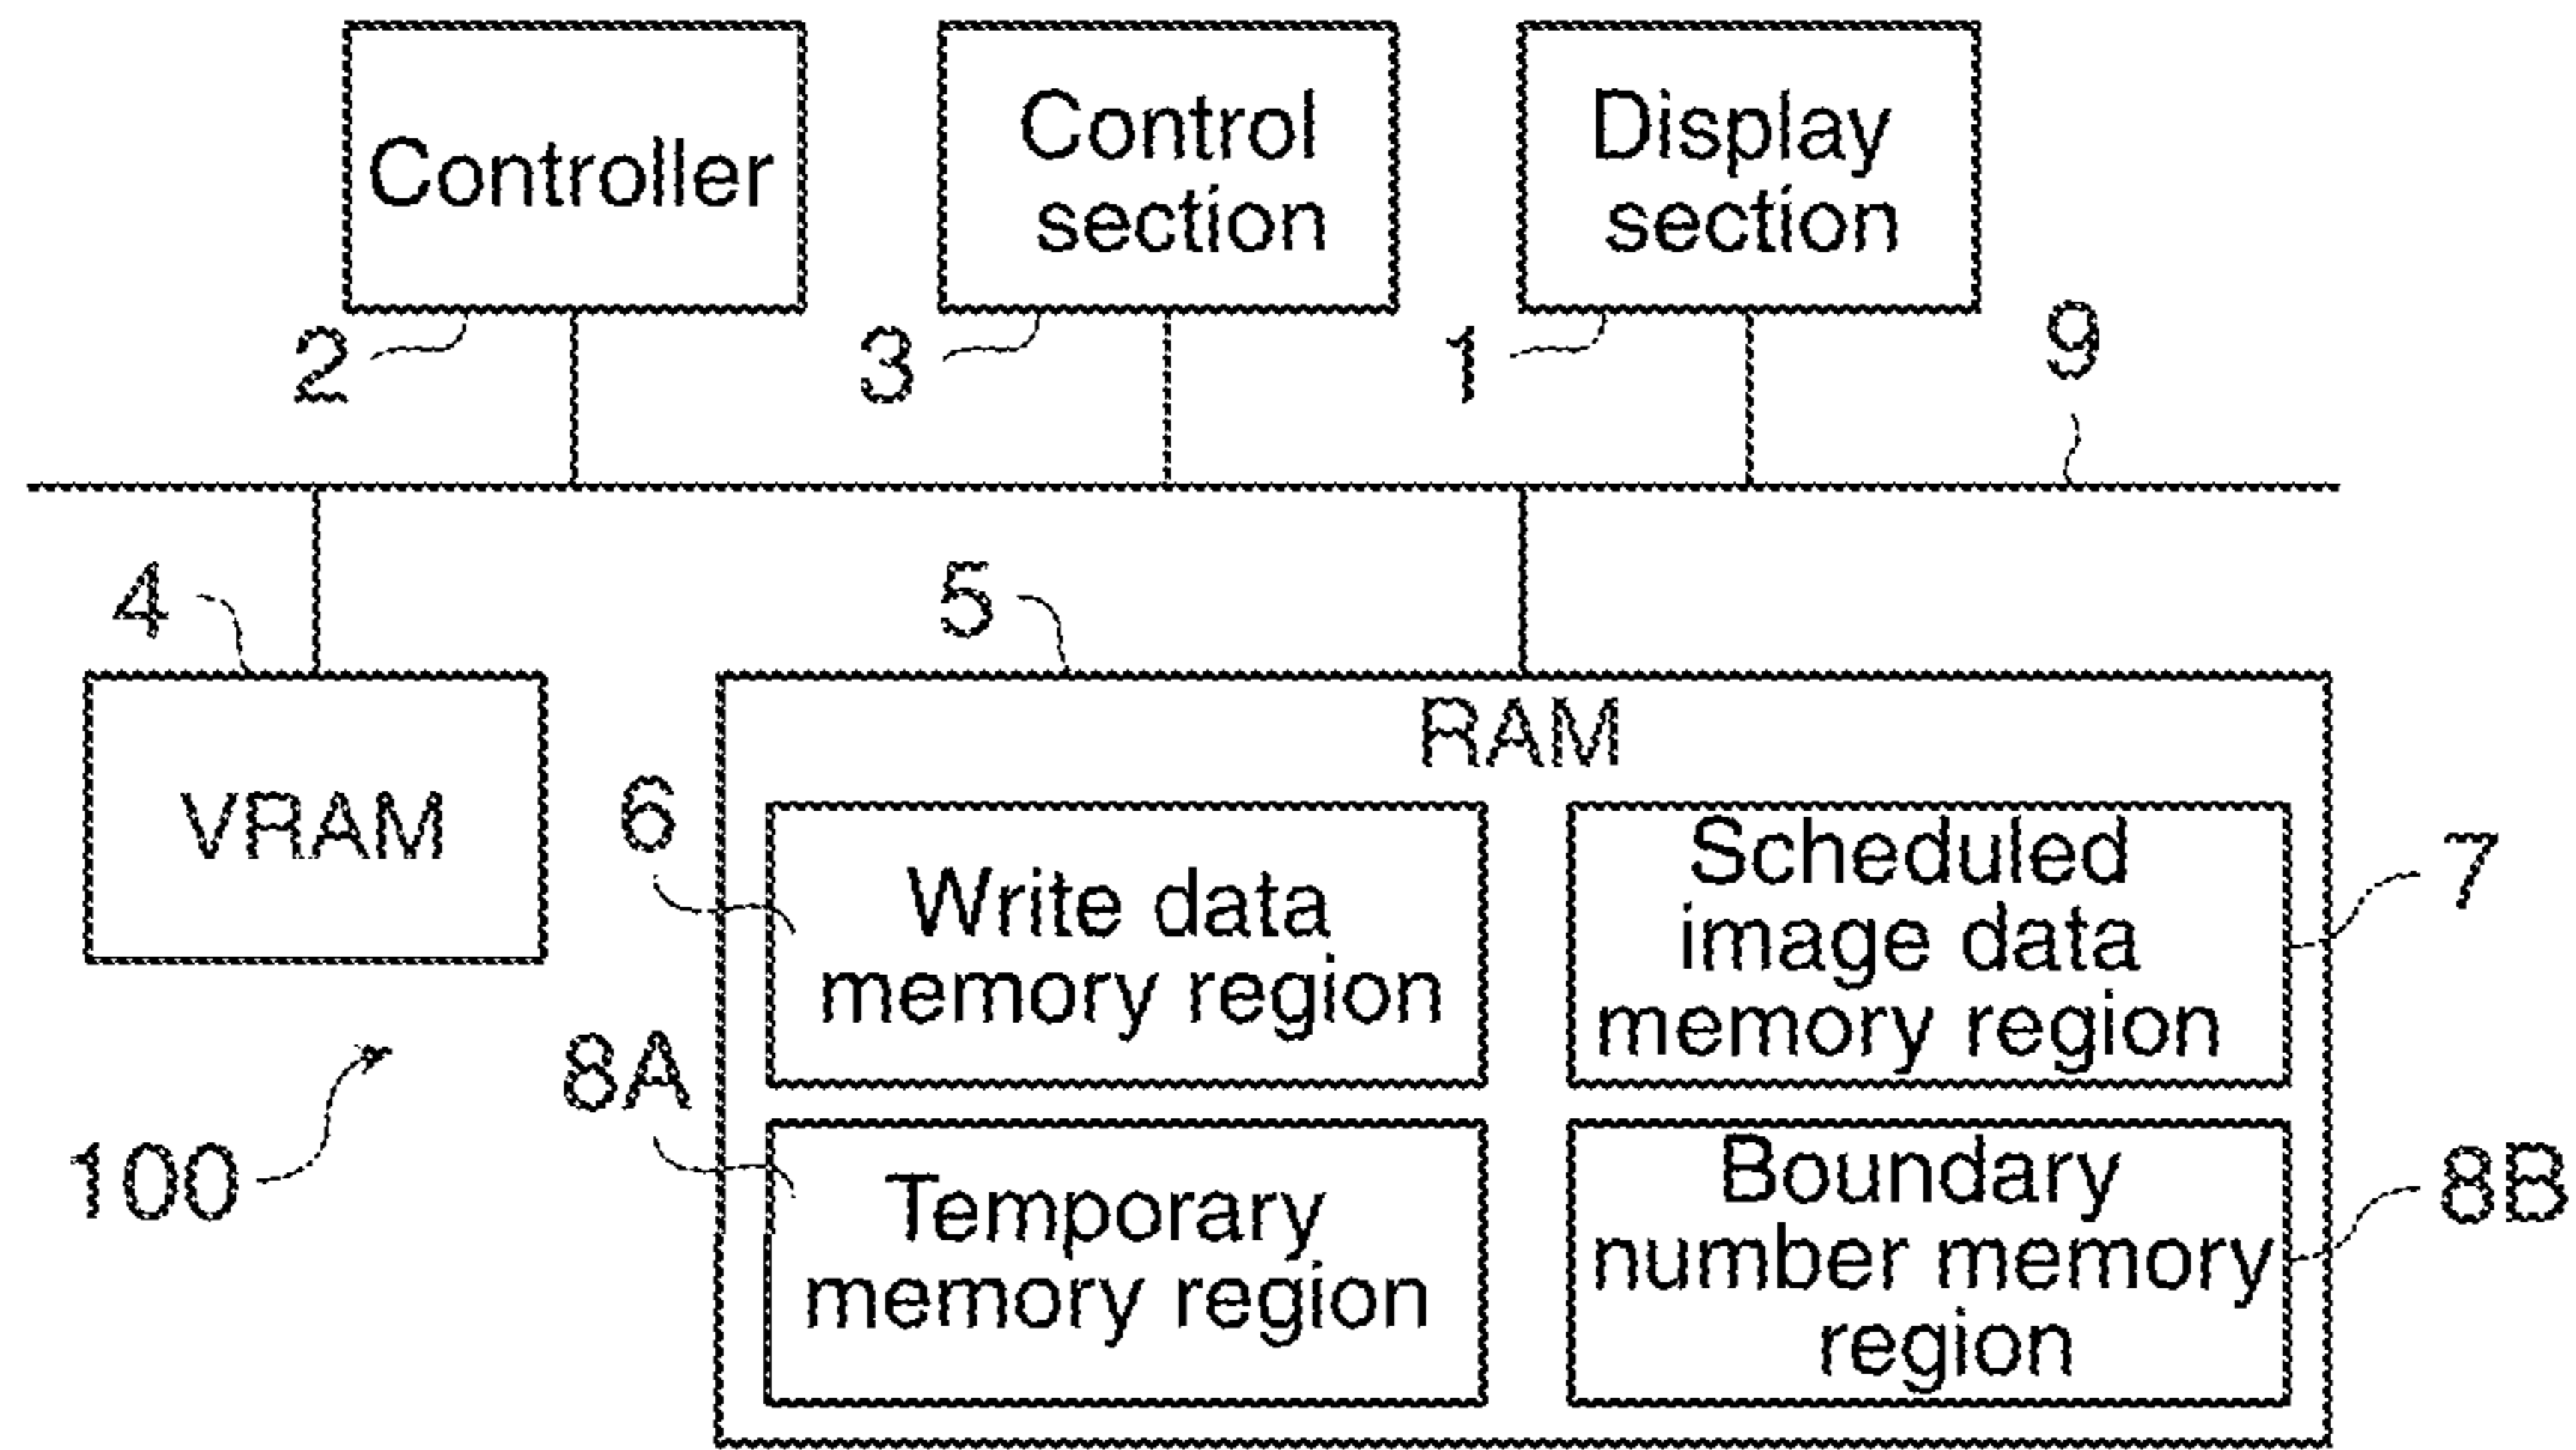 Controller
Control
section
Display
section
2
3
1
9
4
5
VRAM
RAM
6
Write data
memory region
Scheduled
image data
memory region
7
8A
100
Temporary
memory region
Boundary
number memory
region
8B